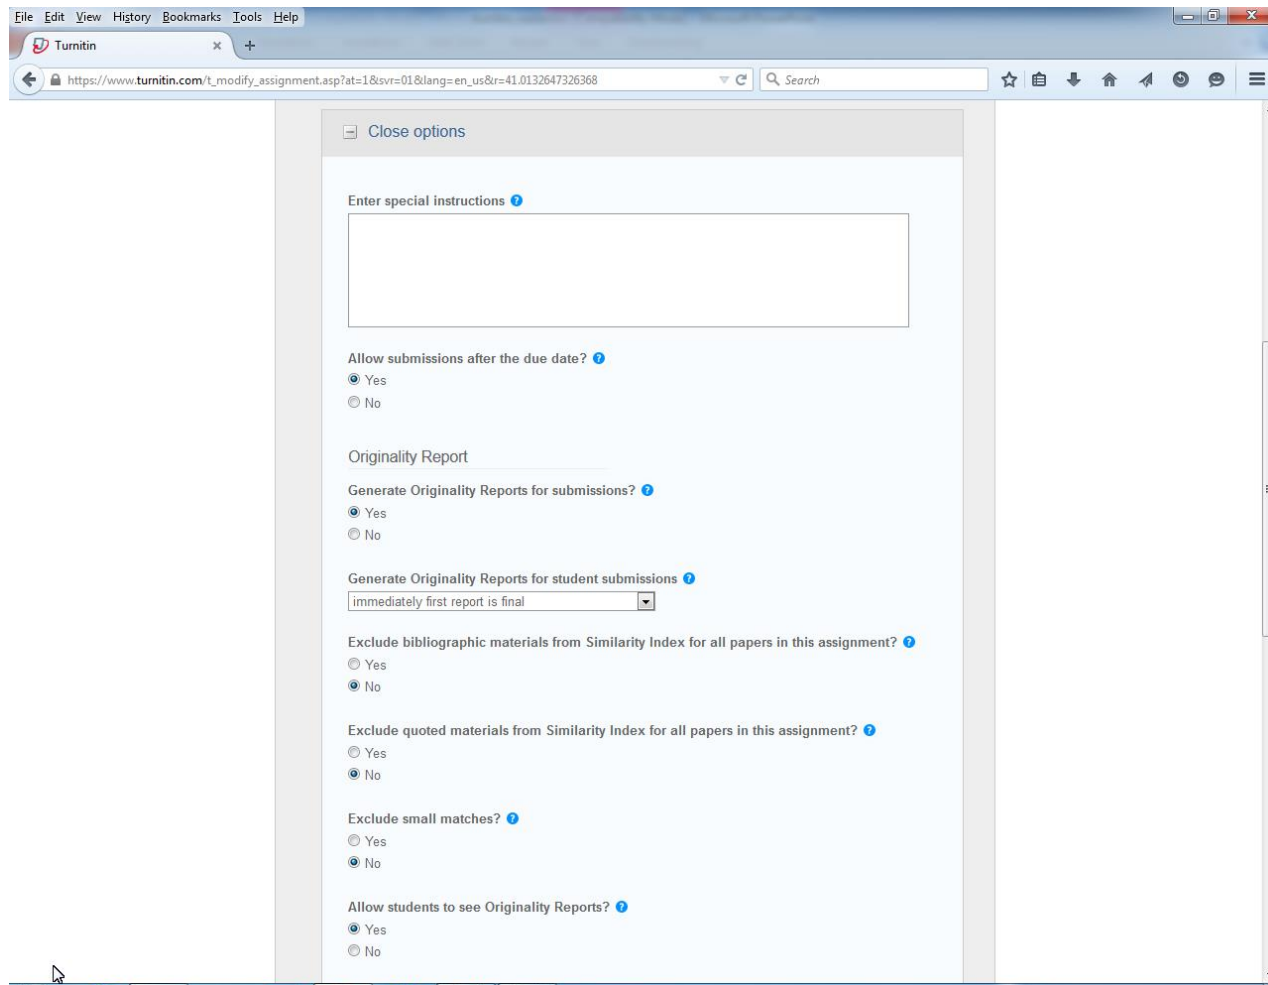 File Edit View History Bookmarks Tools Help
Turnitin × +
https://www.turnitin.com/t_modify_assignment.asp?at=1&svr=01&lang=en_us&r=41.0132647326368 Search
Close options
Enter special instructions ?
Allow submissions after the due date? ?
Yes
No
Originality Report
Generate Originality Reports for submissions? ?
Yes
No
Generate Originality Reports for student submissions ?
immediately first report is final
Exclude bibliographic materials from Similarity Index for all papers in this assignment? ?
Yes
No
Exclude quoted materials from Similarity Index for all papers in this assignment? ?
Yes
No
Exclude small matches? ?
Yes
No
Allow students to see Originality Reports? ?
Yes
No